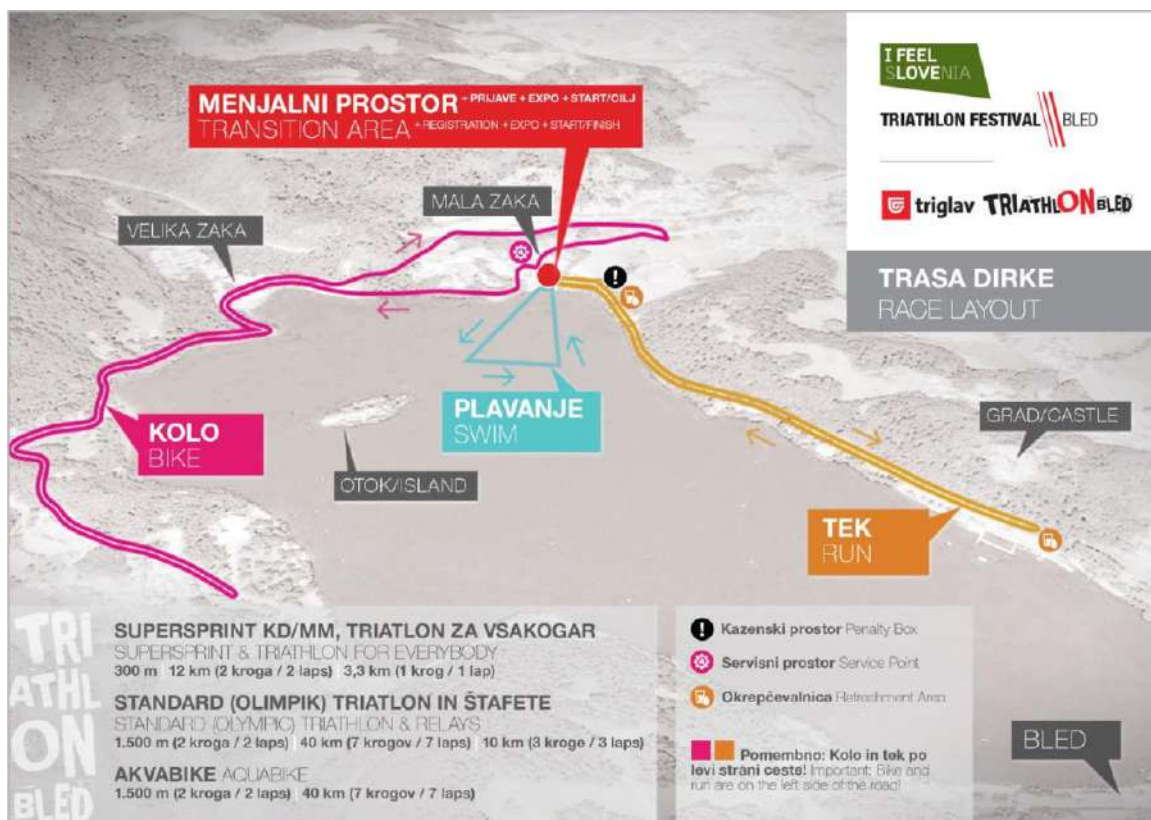 I FEEL
SLOVENIA
TRIATHLON FESTIVAL BLED
triglav TRIATHLON BLED
TRASA DIRKE
RACE LAYOUT
MENJALNI PROSTOR + PRIJAVE + EXPO + START/CILJ
TRANSITION AREA + REGISTRATION + EXPO + START/FINISH
MALA ZAKA
VELIKA ZAKA
KOLO
BIKE
PLAVANJE
SWIM
OTOK/ISLAND
GRAD/CASTLE
TEK
RUN
TRI
ATHL
ON
BLED
SUPERSPRINT KD/MM, TRIATLON ZA VSAKOGAR
SUPERSPRINT & TRIATHLON FOR EVERYBODY
300 m | 12 km (2 kroga / 2 laps) | 3,3 km (1 krog / 1 lap)
STANDARD (OLIMPIK) TRIATLON IN ŠTAFETE
STANDARD (OLYMPIC) TRIATHLON & RELAYS
1.500 m (2 kroga / 2 laps) | 40 km (7 krogov / 7 laps) | 10 km (3 kroge / 3 laps)
AKVABIKE AQUABIKE
1.500 m (2 kroga / 2 laps) | 40 km (7 krogov / 7 laps)
! Kazenski prostor Penalty Box
Servisni prostor Service Point
Okrepčevalnica Refreshment Area
Pomembno: Kolo in tek po
levi strani ceste! Important: Bike and
run are on the left side of the road!
BLED